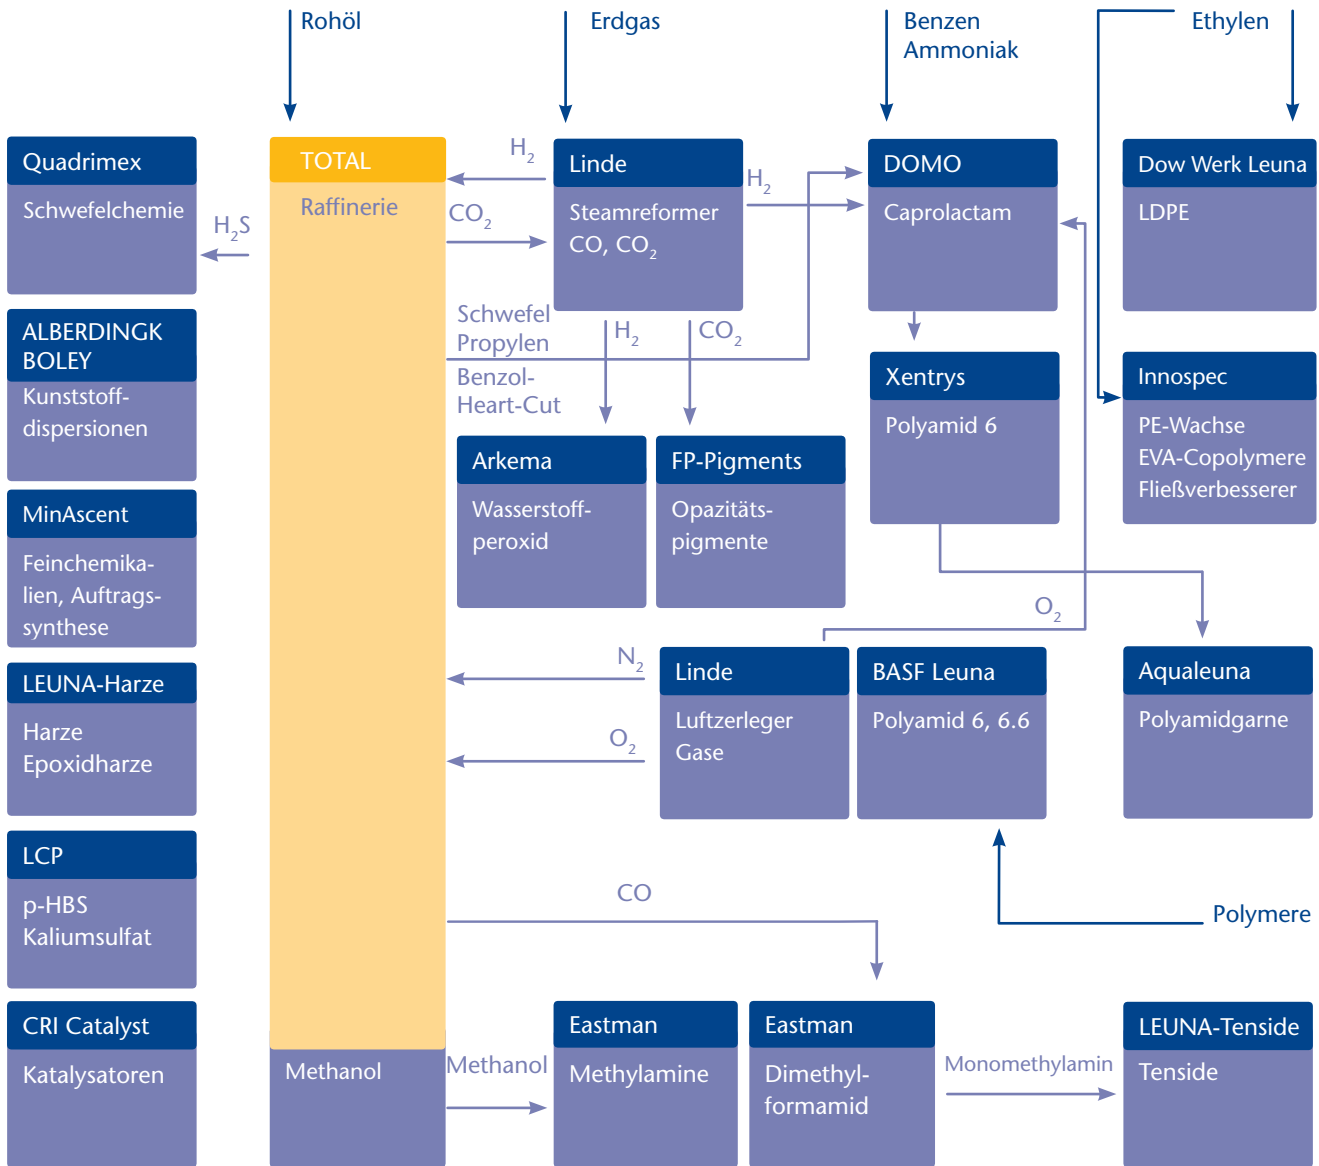 Rohöl
Erdgas
Benzen
Ammoniak
Ethylen
Quadrimex
Schwefelchemie
H₂S
TOTAL
Raffinerie
H₂
CO₂
Linde
Steamreformer
CO, CO₂
H₂
DOMO
Caprolactam
Dow Werk Leuna
LDPE
ALBERDINGK
BOLEY
Kunststoff-
dispersionen
Schwefel
Propylen
Benzol-
Heart-Cut
H₂
CO₂
Xentrys
Polyamid 6
Innospec
PE-Wachse
EVA-Copolymere
Fließverbesserer
Arkema
Wasserstoff-
peroxid
FP-Pigments
Opazitäts-
pigmente
MinAscent
Feinchemika-
lien, Auftrags-
synthese
O₂
N₂
O₂
Linde
Luftzerleger
Gase
BASF Leuna
Polyamid 6, 6.6
Aqualeuna
Polyamidgarne
LEUNA-Harze
Harze
Epoxidharze
LCP
p-HBS
Kaliumsulfat
CO
Polymere
CRI Catalyst
Katalysatoren
Methanol
Methanol
Eastman
Methylamine
Eastman
Dimethyl-
formamid
Monomethylamin
LEUNA-Tenside
Tenside